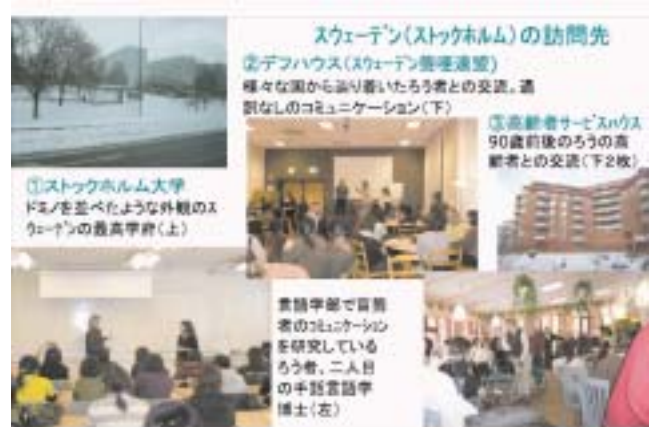 スウェーデン(ストックホルム)の訪問先
②デフハウス(スウェーデン聾唖連盟)
様々な国から辿り着いたろう者との交流。通
訳なしのコミュニケーション(下)
③高齢者サービスハウス
90歳前後のろうの高
齢者との交流(下2枚)
①ストックホルム大学
ドミノを並べたような外観のス
ウェーデンの最高学府(上)
言語学部で盲聾
者のコミュニケーション
を研究している
ろう者、二人目
の手話言語学
博士(左)